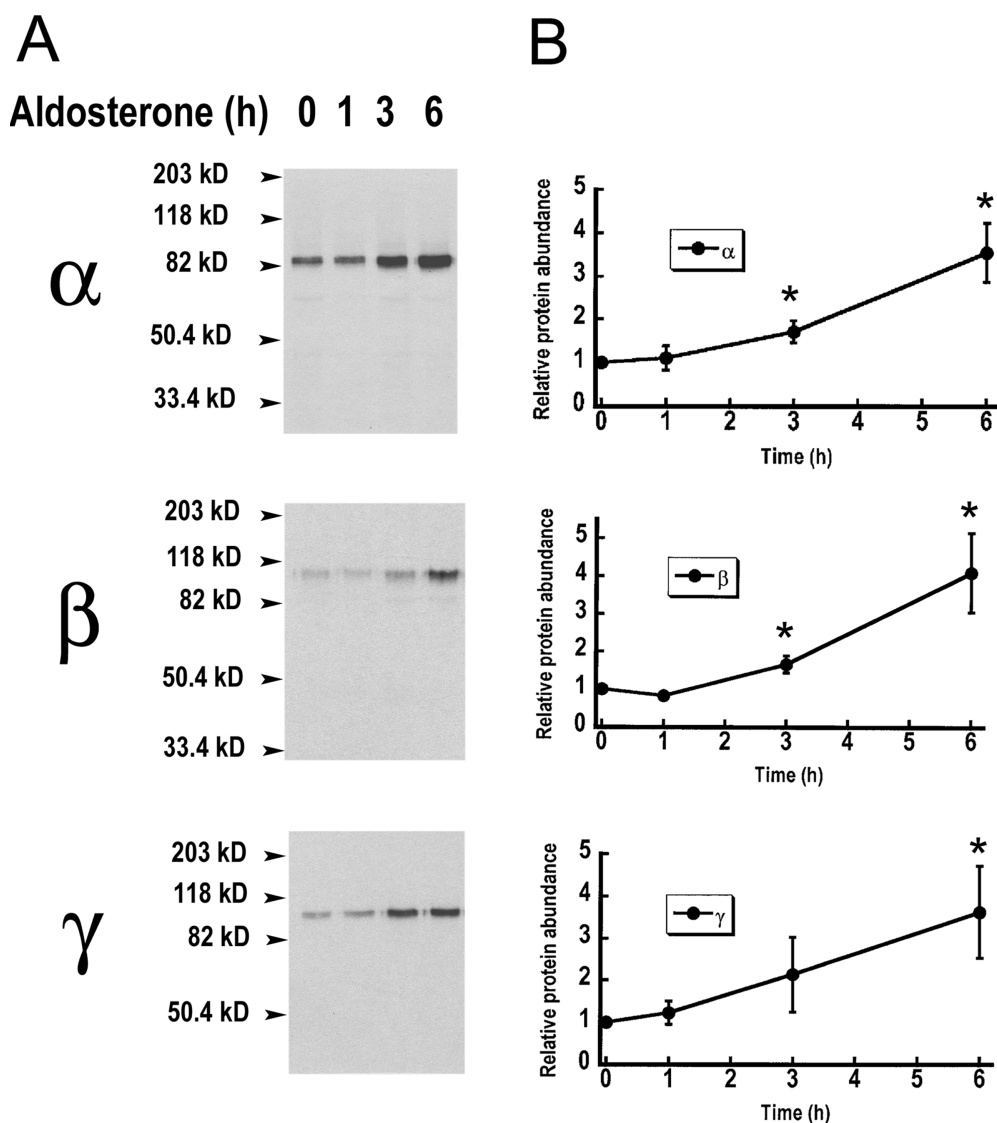 A
B
Aldosterone (h) 0 1 3 6
α
203 kD
118 kD
82 kD
50.4 kD
33.4 kD
Relative protein abundance
5
4
3
2
1
0
α
*
*
0 1 2 3 4 5 6
Time (h)
β
203 kD
118 kD
82 kD
50.4 kD
33.4 kD
Relative protein abundance
5
4
3
2
1
0
β
*
*
0 1 2 3 4 5 6
Time (h)
γ
203 kD
118 kD
82 kD
50.4 kD
Relative protein abundance
5
4
3
2
1
0
γ
*
0 1 2 3 4 5 6
Time (h)